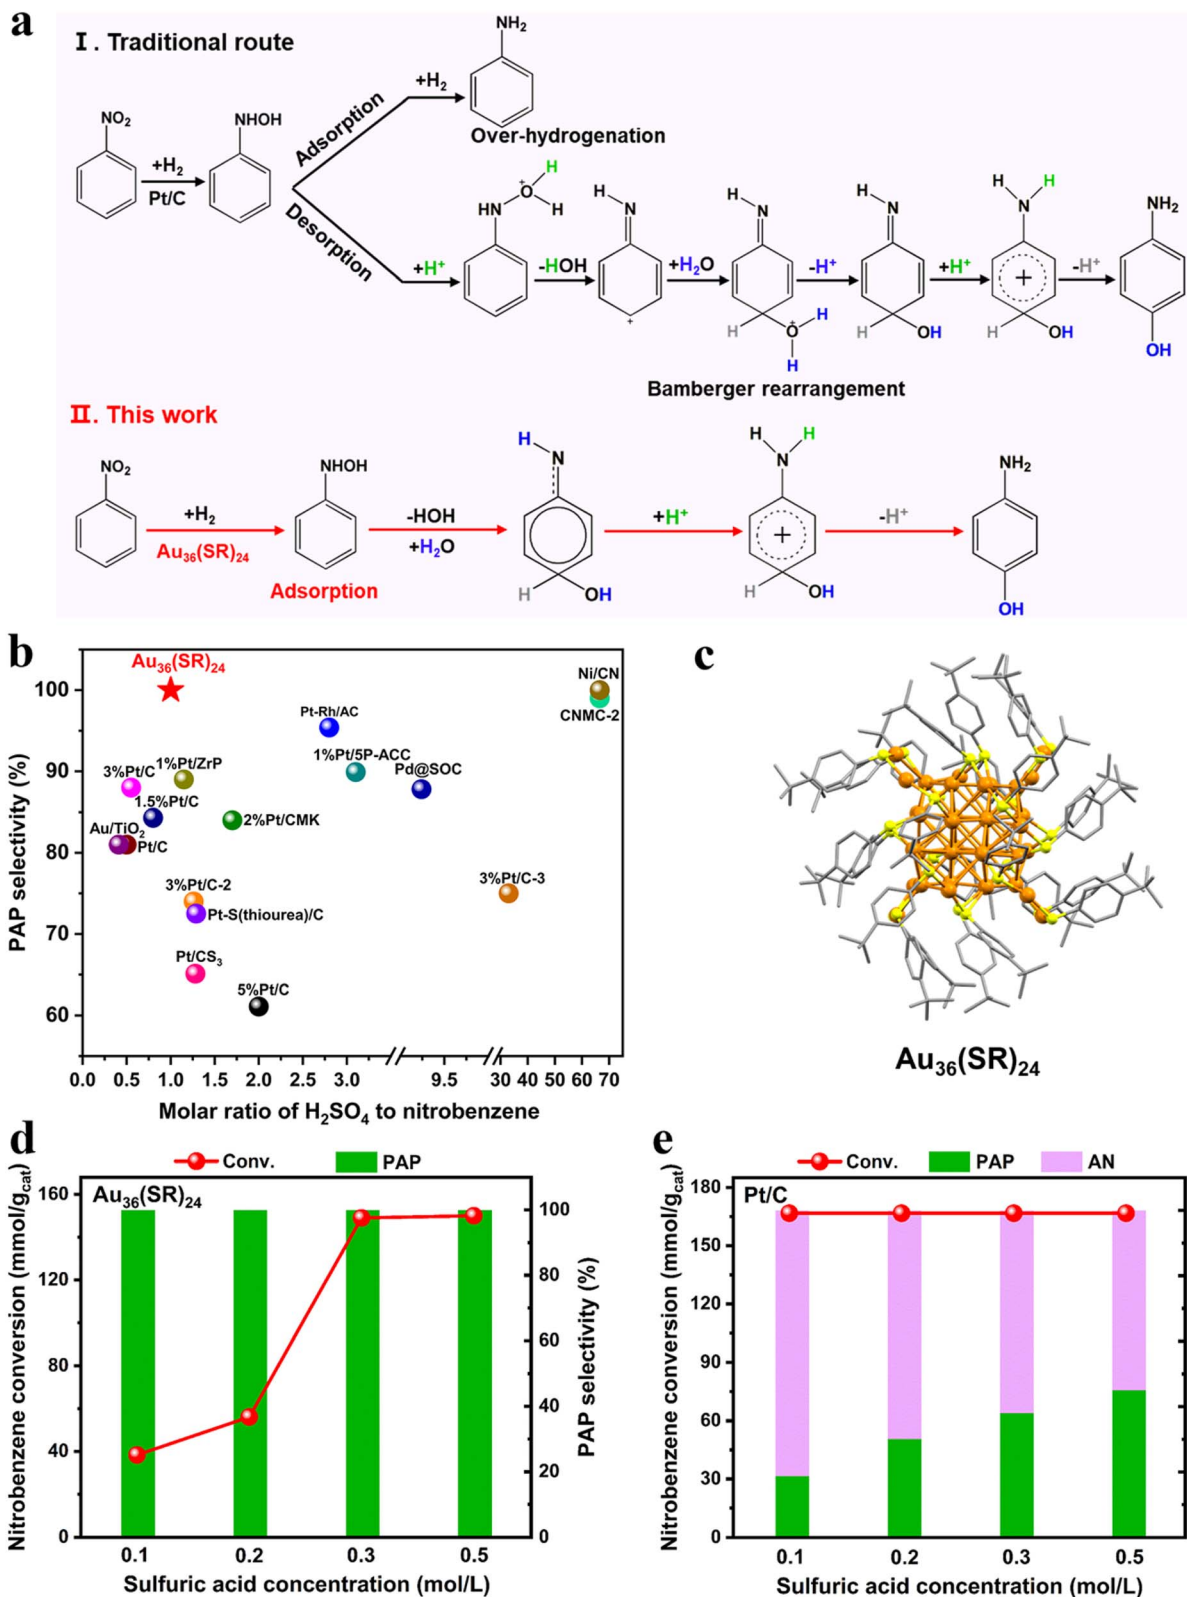 a
I. Traditional route
NH2
NO2
+H2
Pt/C
NHOH
Adsorption
+H2
Over-hydrogenation
Desorption
+H+
HN O+ H H
-HOH
H N +
+H2O
H N H O+ H H
-H+
H N H OH
+H+
H H N + H OH
-H+
NH2
OH
Bamberger rearrangement
II. This work
NO2
+H2
Au36(SR)24
NHOH
Adsorption
-HOH
+H2O
H N H OH
+H+
H H N + H OH
-H+
NH2
OH
b
PAP selectivity (%)
100
90
80
70
60
Au36(SR)24
Ni/CN
CNMC-2
Pt-Rh/AC
1%Pt/5P-ACC
Pd@SOC
3%Pt/C
1%Pt/ZrP
1.5%Pt/C
2%Pt/CMK
Au/TiO2
Pt/C
3%Pt/C-2
Pt-S(thiourea)/C
3%Pt/C-3
Pt/CS3
5%Pt/C
0.0 0.5 1.0 1.5 2.0 3.0 9.5 30 40 50 60 70
Molar ratio of H2SO4 to nitrobenzene
c
Au36(SR)24
d
Conv. PAP
Au36(SR)24
Nitrobenzene conversion (mmol/gcat)
160
120
80
40
0
PAP selectivity (%)
100
80
60
40
20
0
0.1 0.2 0.3 0.5
Sulfuric acid concentration (mol/L)
e
Conv. PAP AN
Pt/C
Nitrobenzene conversion (mmol/gcat)
180
150
120
90
60
30
0
0.1 0.2 0.3 0.5
Sulfuric acid concentration (mol/L)